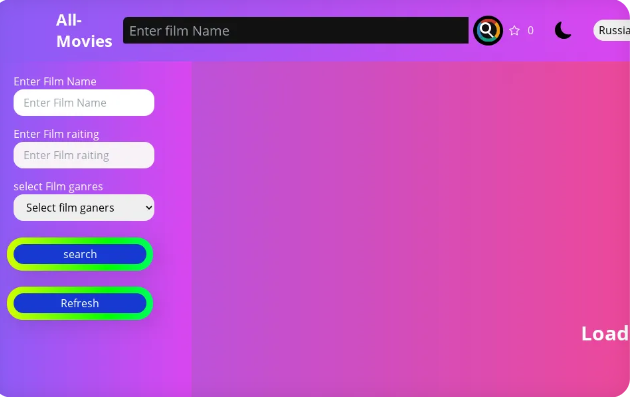 All-
Movies
Enter film Name
0
Russia
Enter Film Name
Enter Film Name
Enter Film raiting
Enter Film raiting
select Film ganres
Select film ganers
search
Refresh
Load